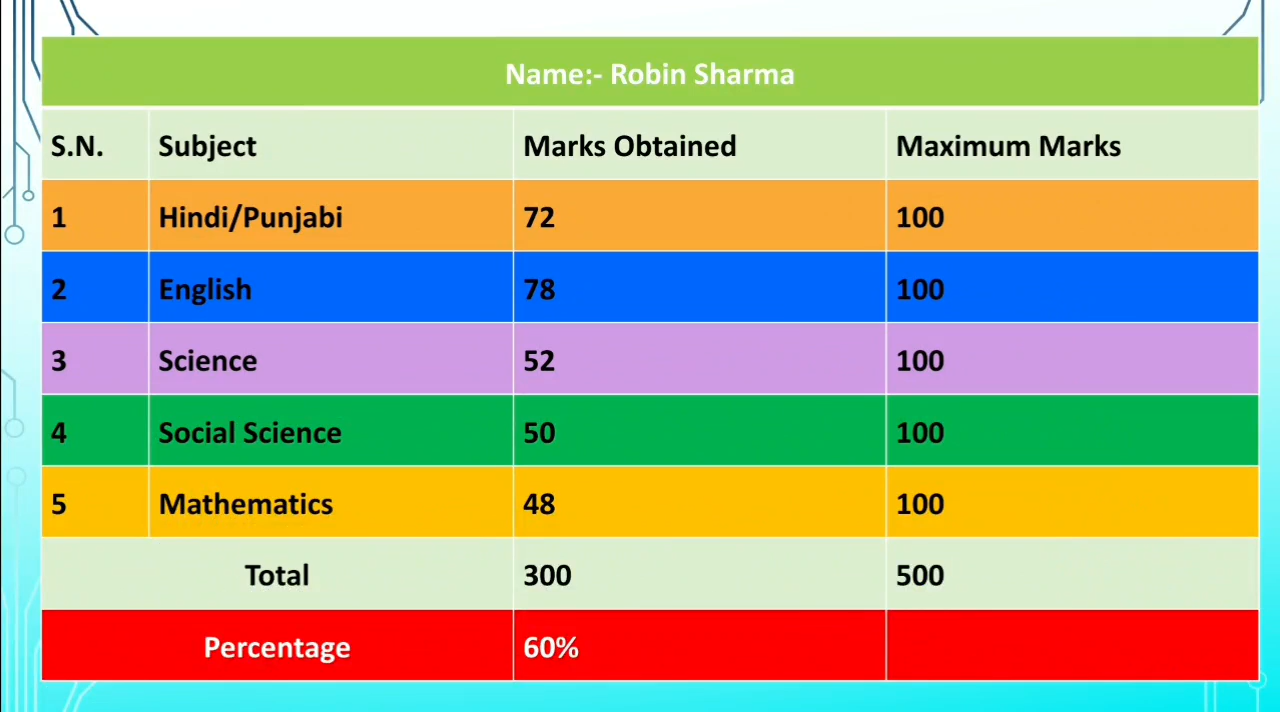 Name:- Robin Sharma
S.N. Subject Marks Obtained Maximum Marks
1 Hindi/Punjabi 72 100
2 English 78 100
3 Science 52 100
4 Social Science 50 100
5 Mathematics 48 100
Total 300 500
Percentage 60%